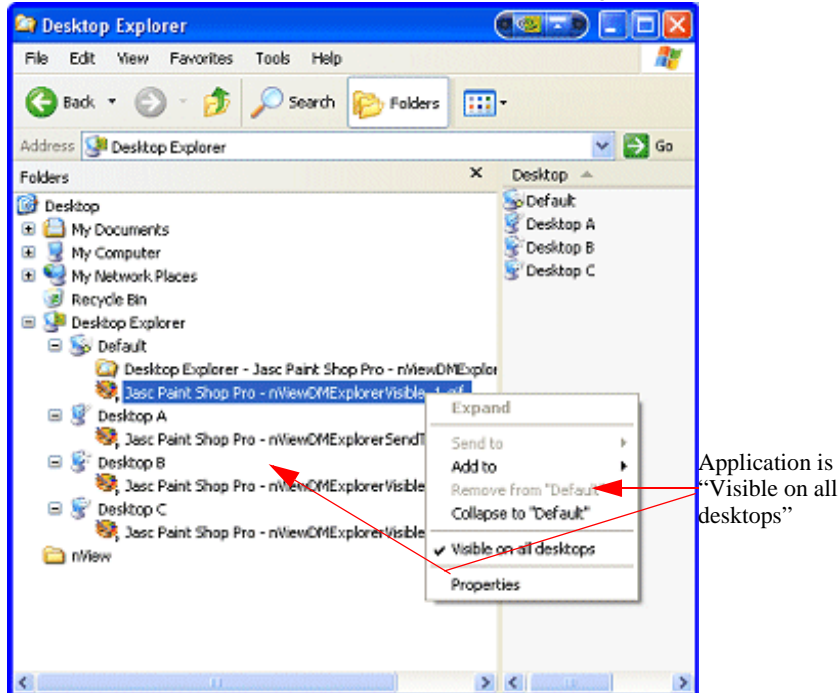 Desktop Explorer
File Edit View Favorites Tools Help
Back Search Folders
Address Desktop Explorer Go
Folders x Desktop
Desktop
My Documents
My Computer
My Network Places
Recycle Bin
Desktop Explorer
Default
Desktop Explorer - Jasc Paint Shop Pro - nViewDMExplor
Jasc Paint Shop Pro - nViewDMExplorerVisible_1.gif
Desktop A
Jasc Paint Shop Pro - nViewDMExplorerSendT
Desktop B
Jasc Paint Shop Pro - nViewDMExplorerVisible
Desktop C
Jasc Paint Shop Pro - nViewDMExplorerVisible
nView
Default
Desktop A
Desktop B
Desktop C
Expand
Send to
Add to
Remove from "Default"
Collapse to "Default"
Visible on all desktops
Properties
Application is
“Visible on all
desktops”